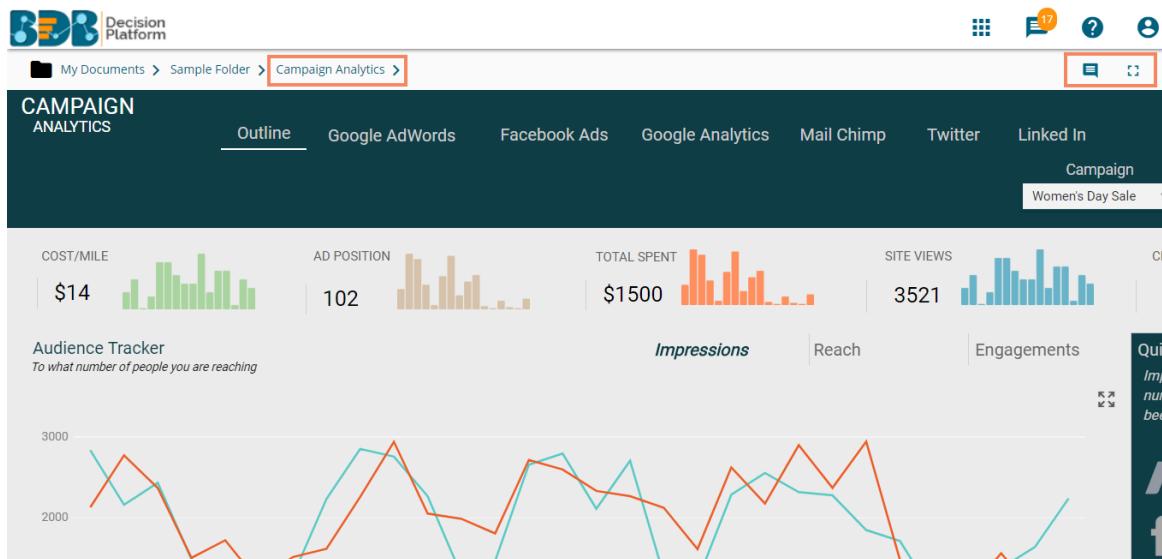 BDB Decision Platform
17
My Documents > Sample Folder > Campaign Analytics >
CAMPAIGN
ANALYTICS
Outline Google AdWords Facebook Ads Google Analytics Mail Chimp Twitter Linked In
Campaign
Women's Day Sale
COST/MILE AD POSITION TOTAL SPENT SITE VIEWS
$14 102 $1500 3521
Audience Tracker Impressions Reach Engagements
To what number of people you are reaching
3000
2000